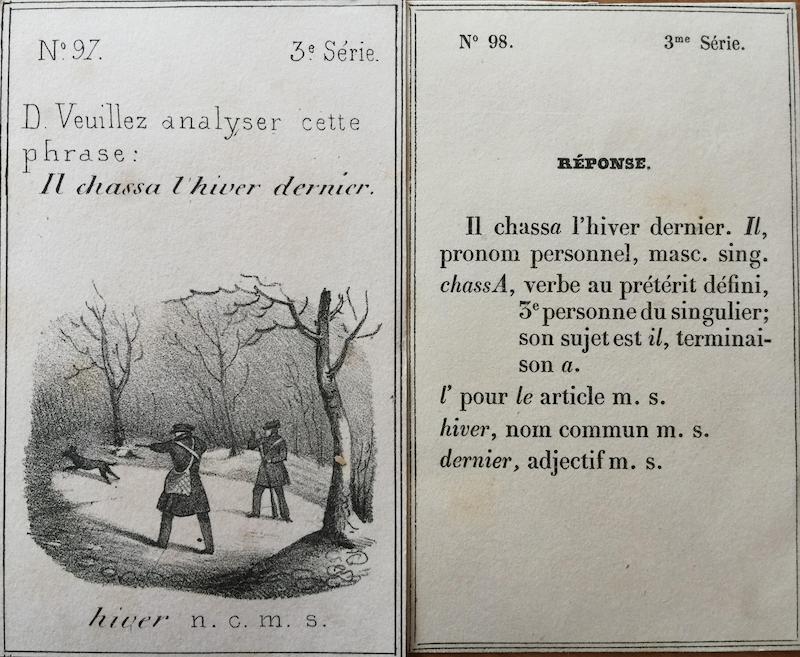 Nº 97. 3e Série.
D. Veuillez analyser cette
phrase:
Il chassa l'hiver dernier.
hiver n. c. m. s.
Nº 98. 3me Série.
RÉPONSE.
Il chassa l'hiver dernier. Il,
pronom personnel, masc. sing.
chassA, verbe au prétérit défini,
3e personne du singulier;
son sujet est il, terminai-
son a.
l' pour le article m. s.
hiver, nom commun m. s.
dernier, adjectif m. s.